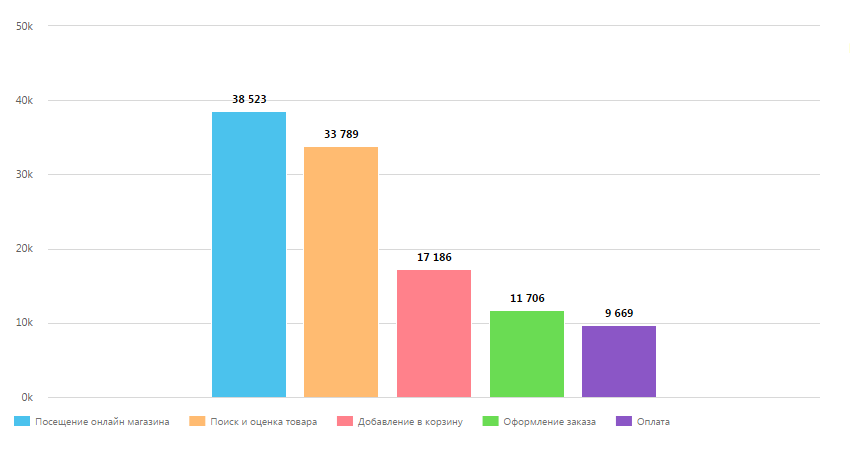 50k
40k
38 523
33 789
30k
20k
17 186
11 706
10k
9 669
0k
Посещение онлайн магазина Поиск и оценка товара Добавление в корзину Оформление заказа Оплата